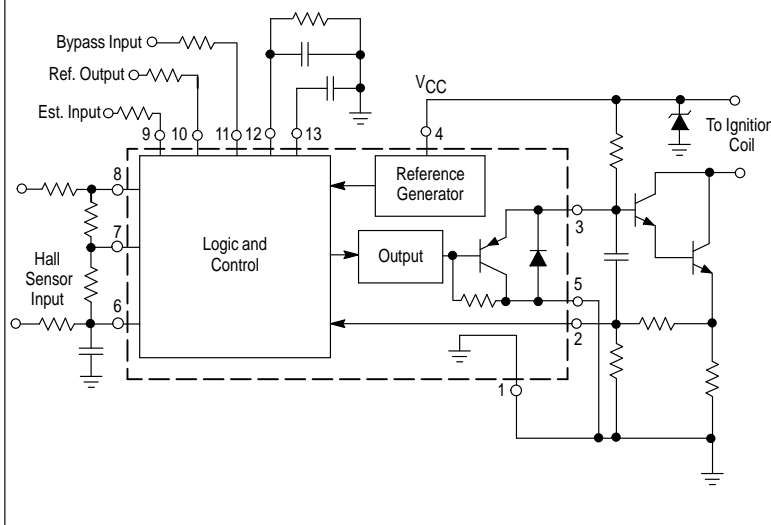 Bypass Input
Ref. Output
Est. Input
9
10
11
12
13
VCC
4
To Ignition
Coil
8
7
6
Hall
Sensor
Input
Logic and
Control
Reference
Generator
Output
3
5
2
1